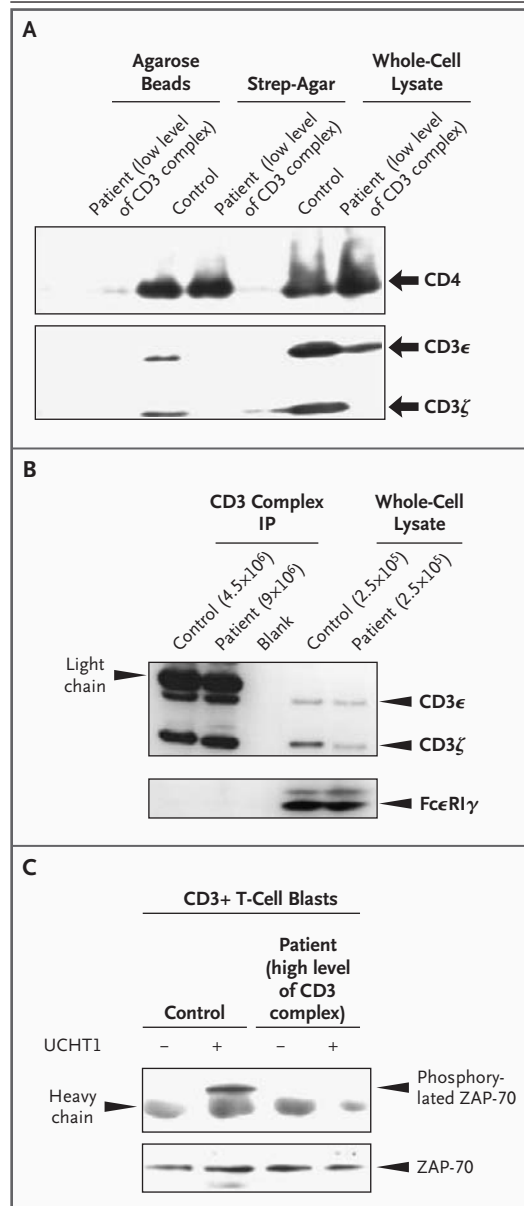 A
Agarose Beads
Strep-Agar
Whole-Cell Lysate
Patient (low level of CD3 complex)
Control
Patient (low level of CD3 complex)
Control
Patient (low level of CD3 complex)
CD4
CD3ϵ
CD3ζ
B
CD3 Complex IP
Whole-Cell Lysate
Control (4.5×10⁶)
Patient (9×10⁶)
Blank
Control (2.5×10⁵)
Patient (2.5×10⁵)
Light chain
CD3ϵ
CD3ζ
FcϵRIγ
C
CD3+ T-Cell Blasts
Control
Patient (high level of CD3 complex)
UCHT1 – + – +
Heavy chain
Phosphory-
lated ZAP-70
ZAP-70